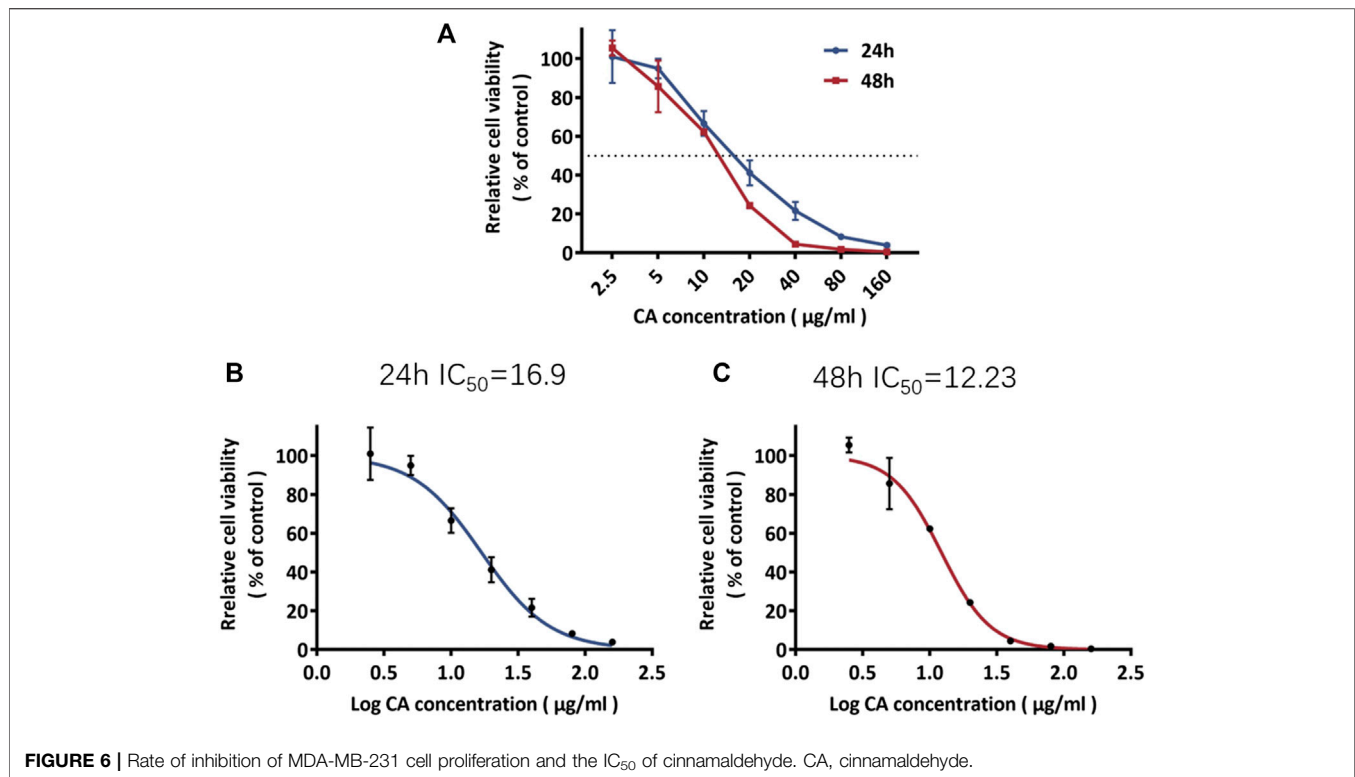 A
24h
48h
Rrelative cell viability
( % of control )
100
80
60
40
20
0
2.5 5 10 20 40 80 160
CA concentration ( µg/ml )
B
24h IC₅₀=16.9
Rrelative cell viability
( % of control )
100
80
60
40
20
0
0.0 0.5 1.0 1.5 2.0 2.5
Log CA concentration ( µg/ml )
C
48h IC₅₀=12.23
Rrelative cell viability
( % of control )
100
80
60
40
20
0
0.0 0.5 1.0 1.5 2.0 2.5
Log CA concentration ( µg/ml )
FIGURE 6 | Rate of inhibition of MDA-MB-231 cell proliferation and the IC₅₀ of cinnamaldehyde. CA, cinnamaldehyde.